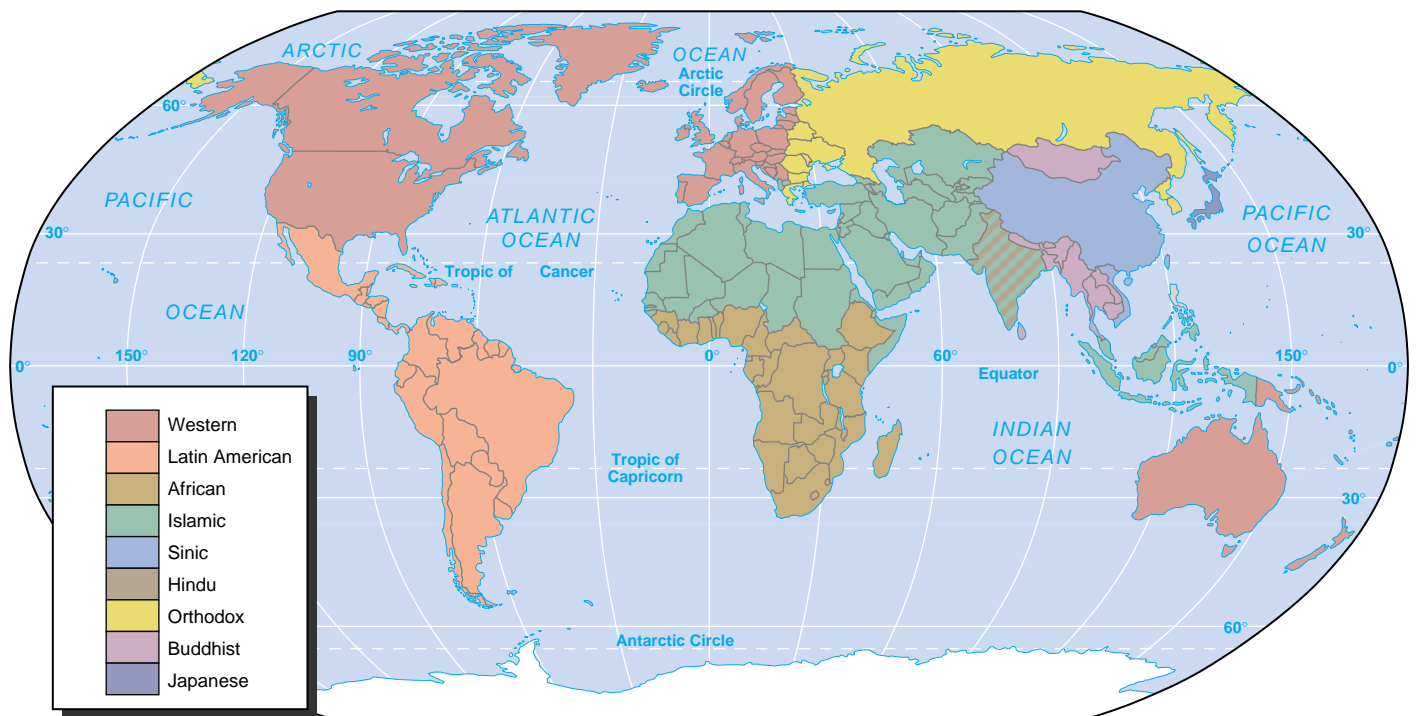 ARCTIC
OCEAN
Arctic
Circle
60°
PACIFIC
ATLANTIC
OCEAN
PACIFIC
OCEAN
30°
30°
Tropic of Cancer
OCEAN
150°
120°
90°
0°
60°
150°
0°
Equator
0°
INDIAN
OCEAN
Tropic of
Capricorn
30°
60°
Antarctic Circle
Western
Latin American
African
Islamic
Sinic
Hindu
Orthodox
Buddhist
Japanese